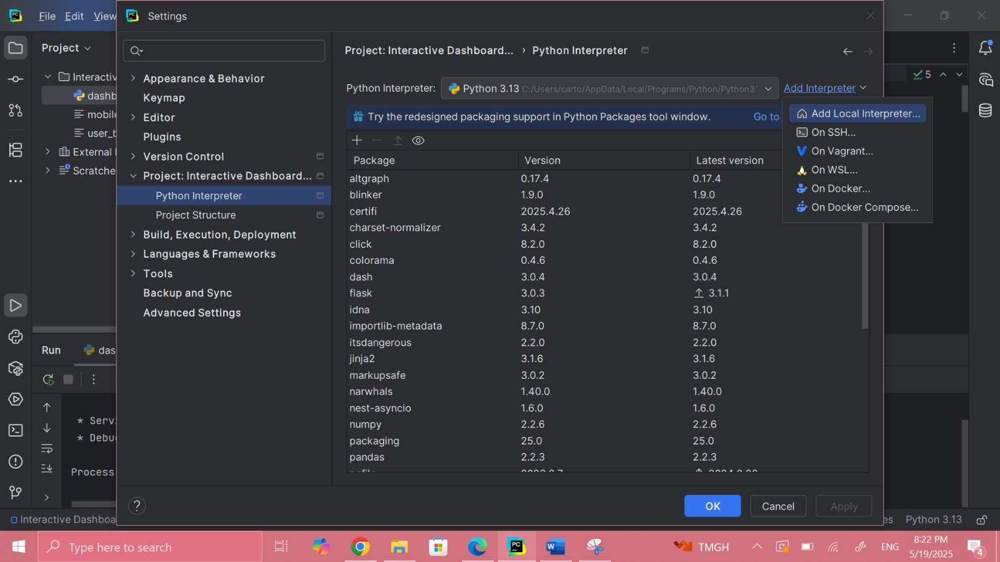 PC
File Edit View
PC
Settings
Project
Project: Interactive Dashboard... › Python Interpreter
Appearance & Behavior
Keymap
Editor
Plugins
Version Control
Project: Interactive Dashboard...
Python Interpreter
Project Structure
Build, Execution, Deployment
Languages & Frameworks
Tools
Backup and Sync
Advanced Settings
Python Interpreter: Python 3.13 C:/Users/carto/AppData/Local/Programs/Python/Python3 Add Interpreter
Try the redesigned packaging support in Python Packages tool window. Go to
Add Local Interpreter...
On SSH...
On Vagrant...
On WSL...
On Docker...
On Docker Compose...
5
Package Version Latest version
altgraph 0.17.4 0.17.4
blinker 1.9.0 1.9.0
certifi 2025.4.26 2025.4.26
charset-normalizer 3.4.2 3.4.2
click 8.2.0 8.2.0
colorama 0.4.6 0.4.6
dash 3.0.4 3.0.4
flask 3.0.3 3.1.1
idna 3.10 3.10
importlib-metadata 8.7.0 8.7.0
itsdangerous 2.2.0 2.2.0
jinja2 3.1.6 3.1.6
markupsafe 3.0.2 3.0.2
narwhals 1.40.0 1.40.0
nest-asyncio 1.6.0 1.6.0
numpy 2.2.6 2.2.6
packaging 25.0 25.0
pandas 2.2.3 2.2.3
Interactiv
dashb
mobile
user_b
External
Scratche
Run das
* Serv
* Debu
Process
? OK Cancel Apply
Interactive Dashboa es Python 3.13
Type here to search
PC
W
TMGH
ENG
8:22 PM
5/19/2025
4